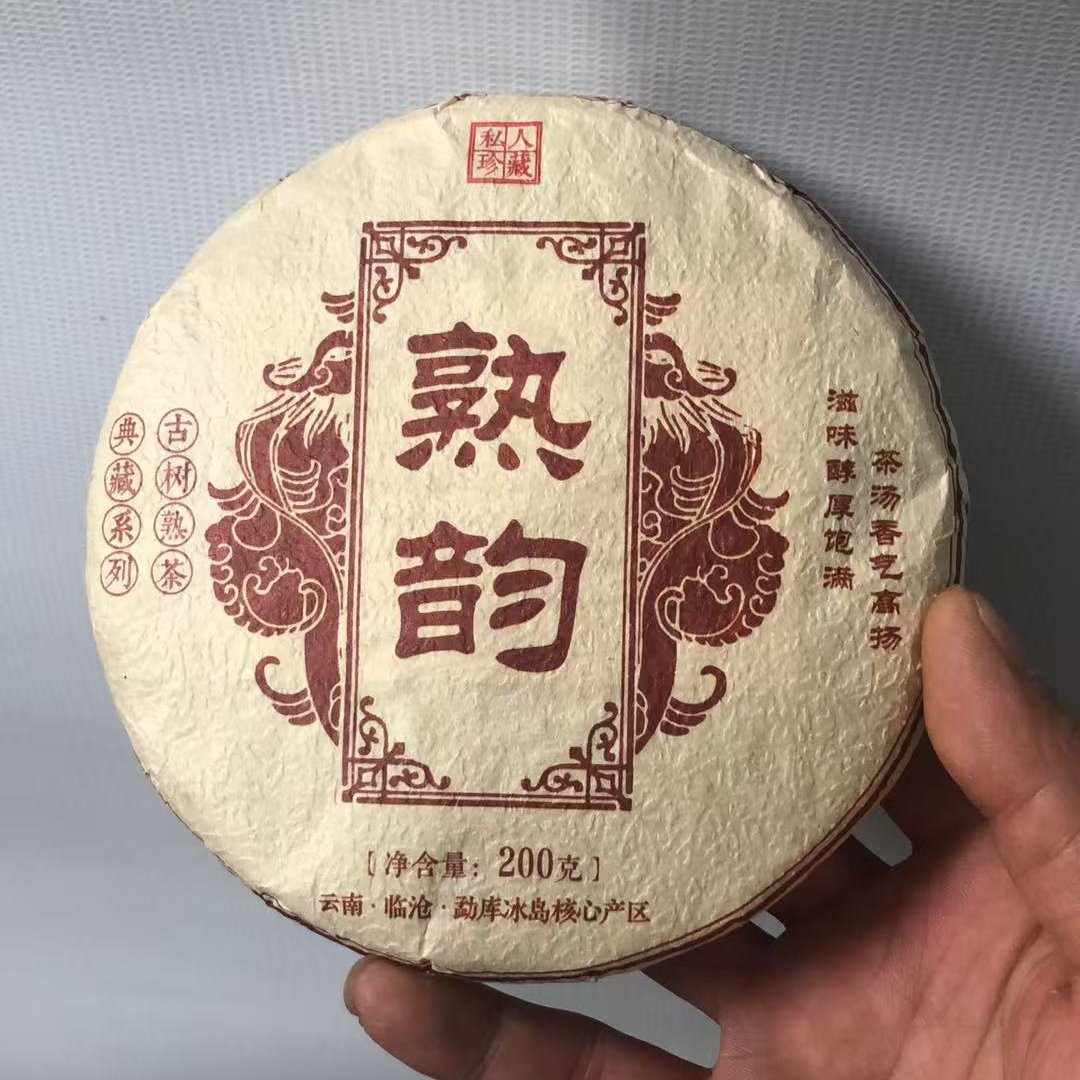 私人
珍藏
熟韵
古树熟茶
典藏系列
茶汤香气高扬
滋味醇厚饱满
[净含量：200克]
云南·临沧·勐库冰岛核心产区